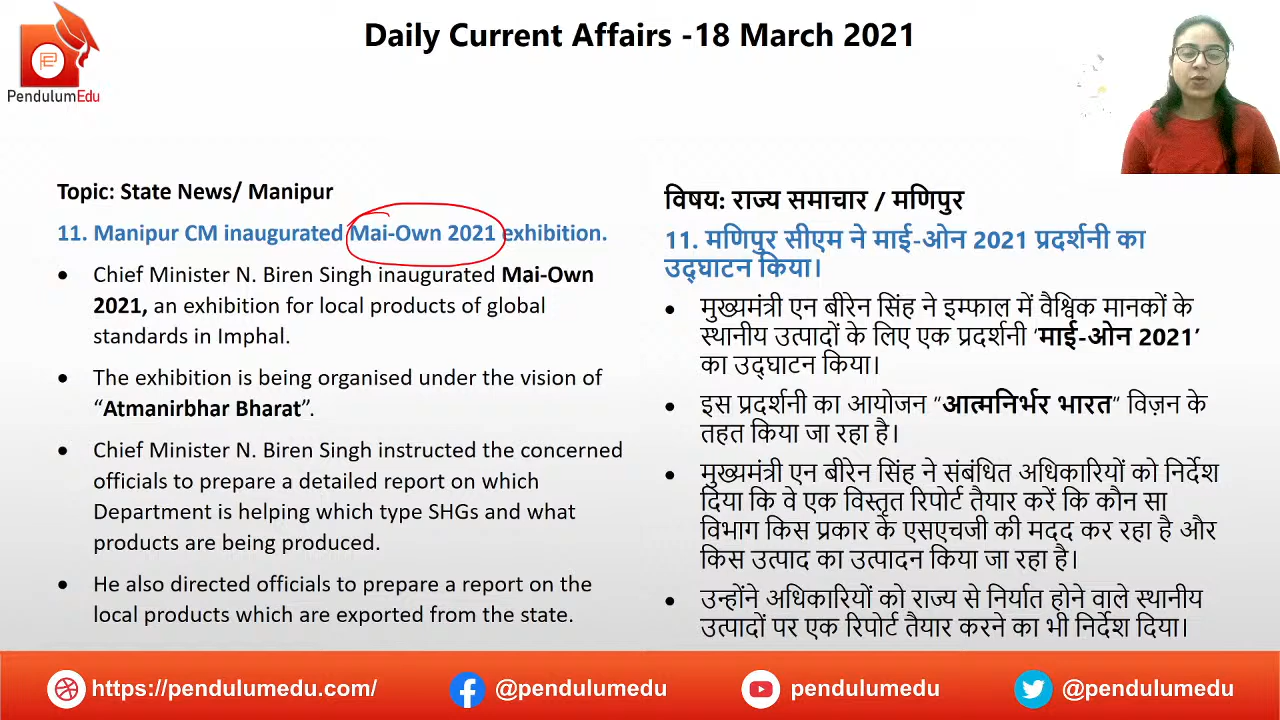 Daily Current Affairs -18 March 2021
PendulumEdu
Topic: State News/ Manipur
11. Manipur CM inaugurated Mai-Own 2021 exhibition.
• Chief Minister N. Biren Singh inaugurated Mai-Own
2021, an exhibition for local products of global
standards in Imphal.
• The exhibition is being organised under the vision of
“Atmanirbhar Bharat”.
• Chief Minister N. Biren Singh instructed the concerned
officials to prepare a detailed report on which
Department is helping which type SHGs and what
products are being produced.
• He also directed officials to prepare a report on the
local products which are exported from the state.
विषय: राज्य समाचार / मणिपुर
11. मणिपुर सीएम ने माई-ओन 2021 प्रदर्शनी का
उद्घाटन किया।
• मुख्यमंत्री एन बीरेन सिंह ने इम्फाल में वैश्विक मानकों के
स्थानीय उत्पादों के लिए एक प्रदर्शनी ‘माई-ओन 2021’
का उद्घाटन किया।
• इस प्रदर्शनी का आयोजन “आत्मनिर्भर भारत“ विज़न के
तहत किया जा रहा है।
• मुख्यमंत्री एन बीरेन सिंह ने संबंधित अधिकारियों को निर्देश
दिया कि वे एक विस्तृत रिपोर्ट तैयार करें कि कौन सा
विभाग किस प्रकार के एसएचजी की मदद कर रहा है और
किस उत्पाद का उत्पादन किया जा रहा है।
• उन्होंने अधिकारियों को राज्य से निर्यात होने वाले स्थानीय
उत्पादों पर एक रिपोर्ट तैयार करने का भी निर्देश दिया।
https://pendulumedu.com/
@pendulumedu
pendulumedu
@pendulumedu